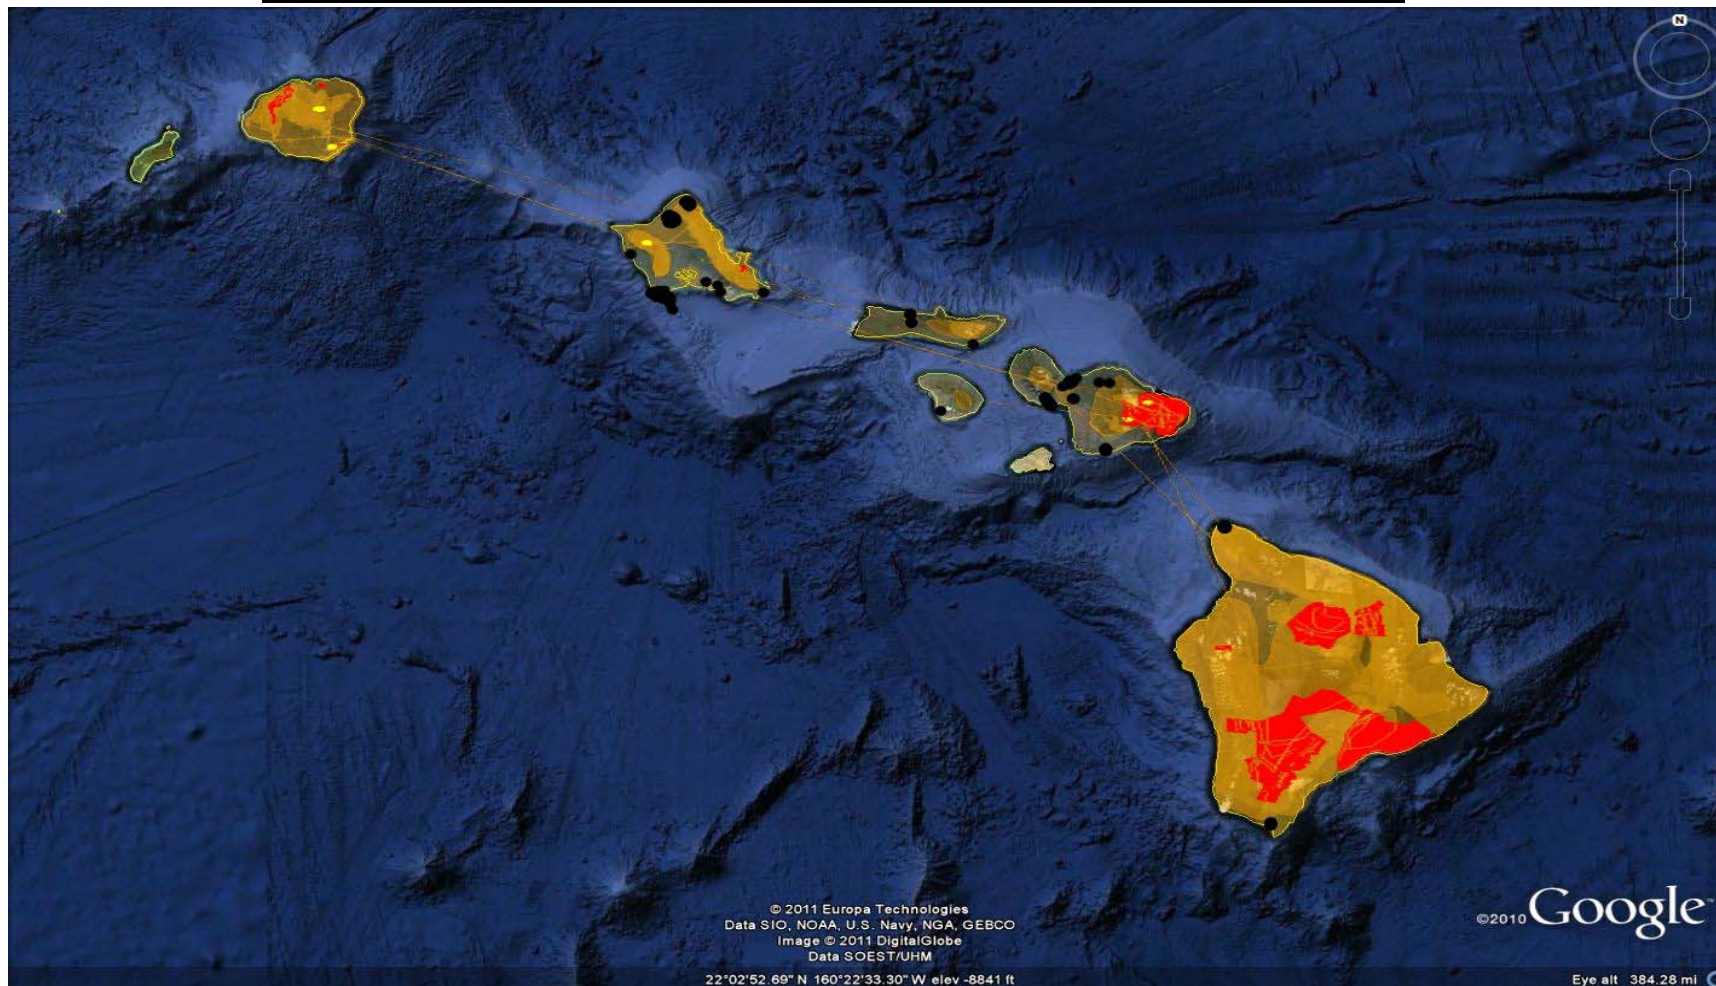 N
© 2011 Europa Technologies
Data SIO, NOAA, U.S. Navy, NGA, GEBCO
Image © 2011 DigitalGlobe
Data SOEST/UHM
©2010 Google™
22°02'52.69" N 160°22'33.30" W elev -8841 ft
Eye alt 384.28 mi